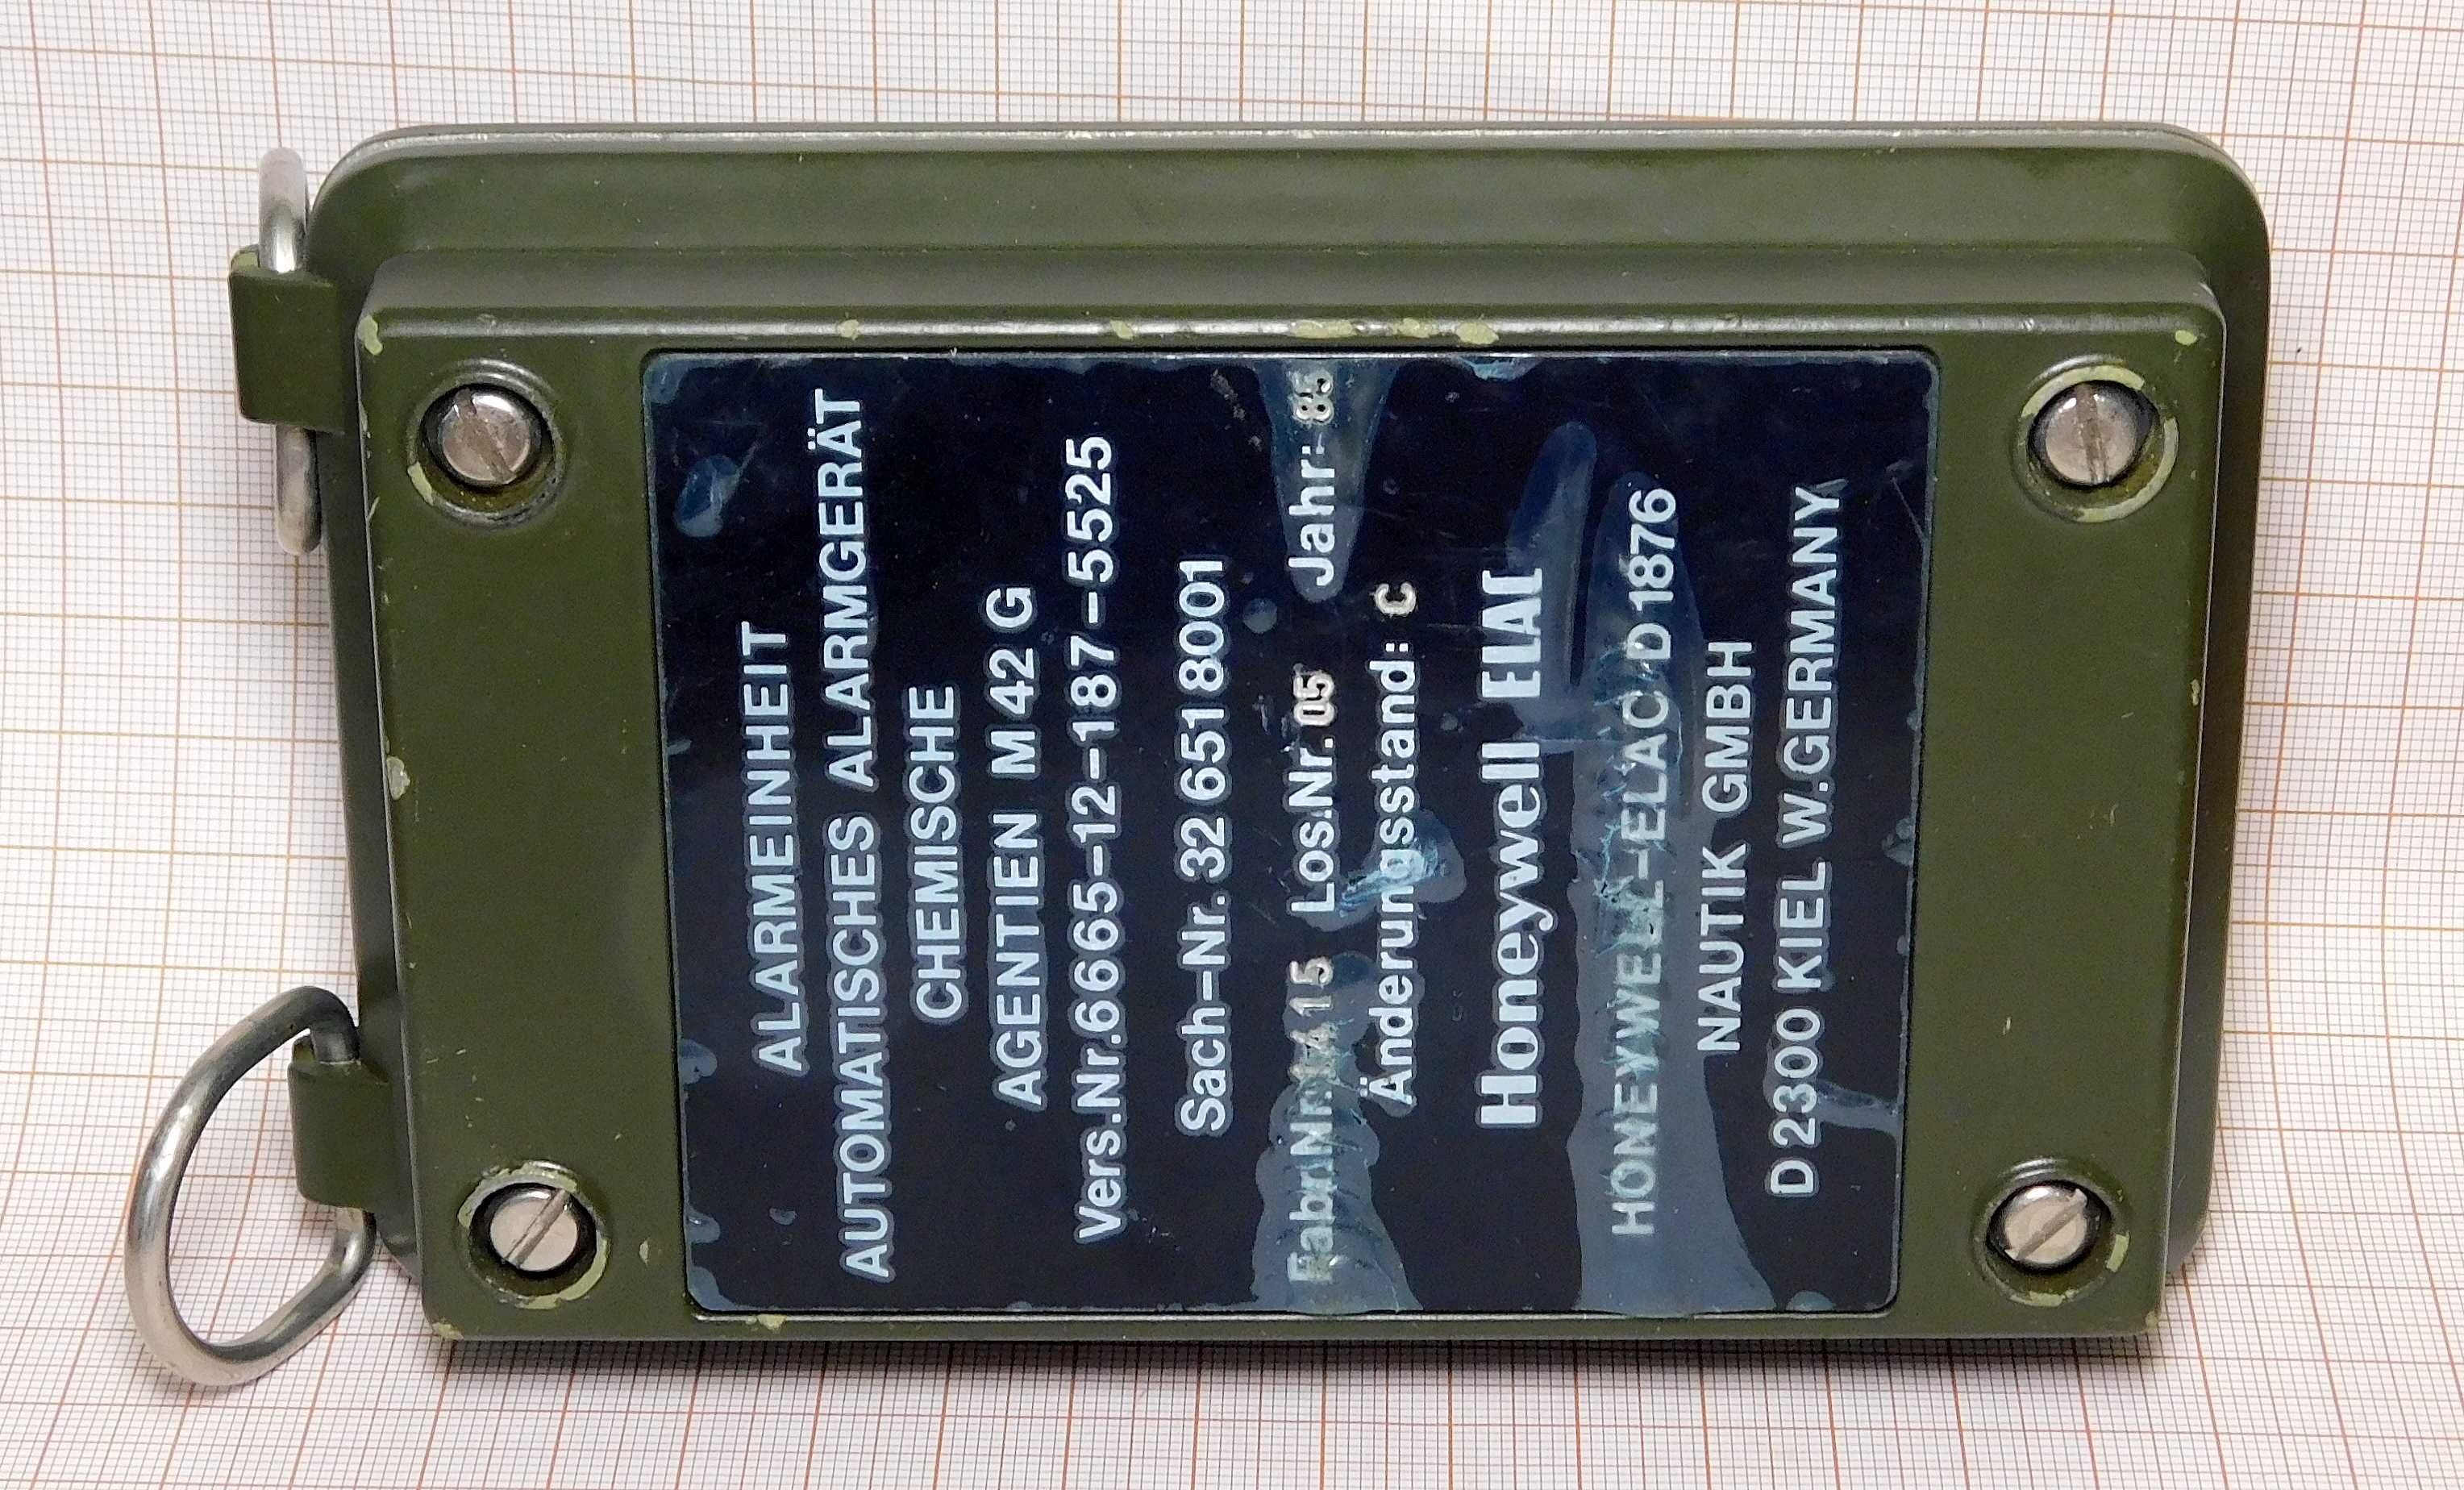 ALARMEINHEIT
AUTOMATISCHES ALARMGERÄT
CHEMISCHE
AGENTIEN M 42 G
Vers.Nr.6665-12-187-5525
Sach-Nr. 32 651 8001
Fabr.Nr. Los.Nr. 05 Jahr: 85
Änderungsstand: C
Honeywell ELAC
HONEYWELL-ELAC D 1876
NAUTIK GMBH
D 2300 KIEL W.GERMANY